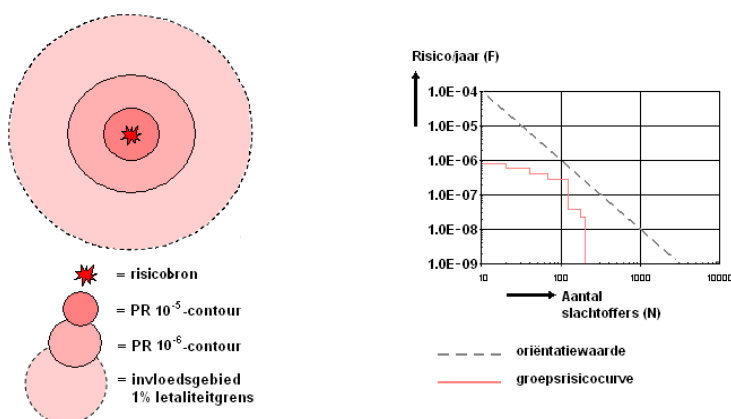 = risicobron
= PR 10⁻⁵-contour
= PR 10⁻⁶-contour
= invloedsgebied
1% letaliteitgrens
Risico/jaar (F)
1.0E-04
1.0E-05
1.0E-06
1.0E-07
1.0E-08
1.0E-09
10 100 1000 10000
Aantal
slachtoffers (N)
oriëntatiewaarde
groepsrisicocurve